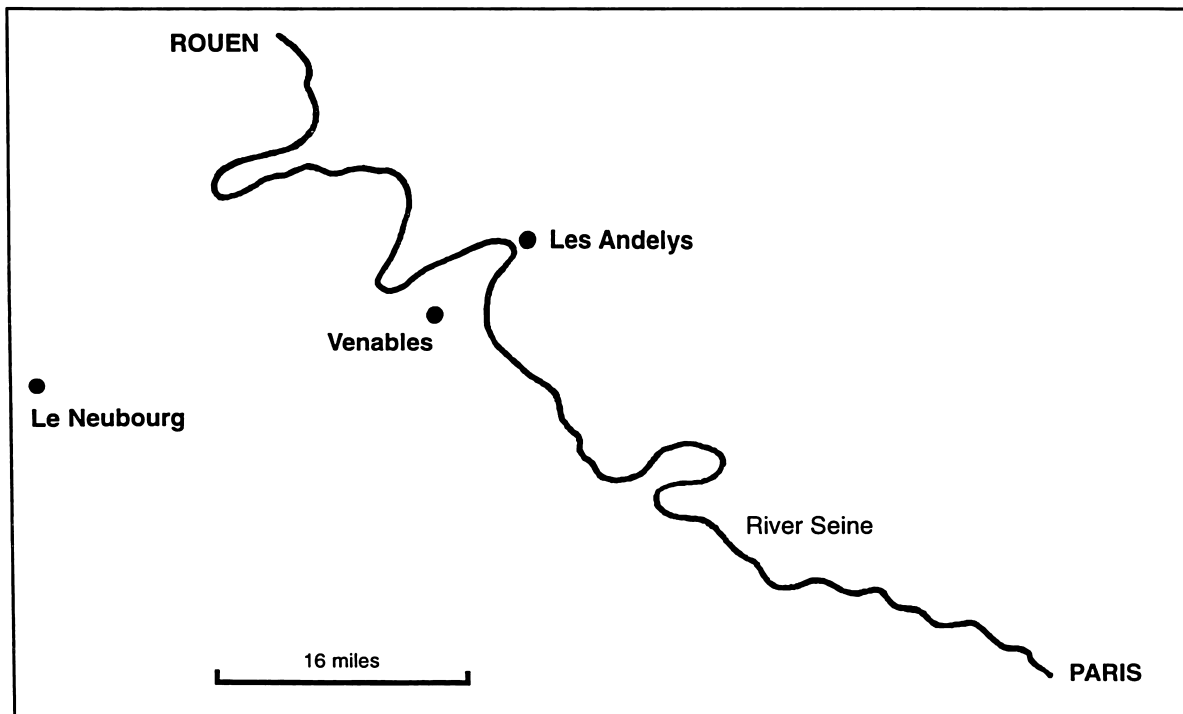 ROUEN
Les Andelys
Venables
Le Neubourg
River Seine
16 miles
PARIS